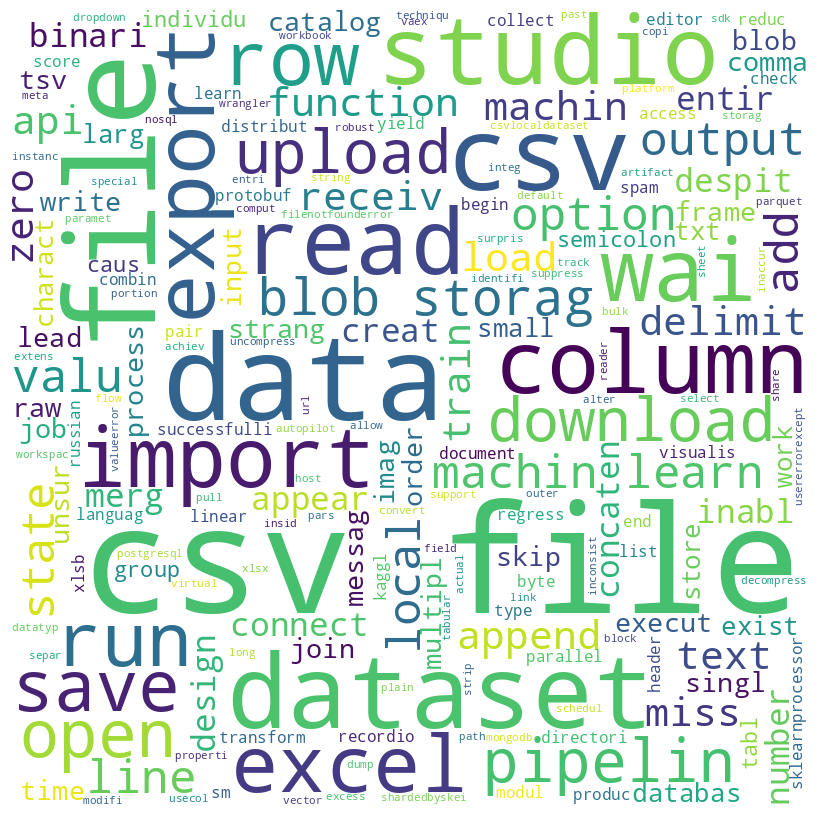 dropdown
individu
catalog
techniqu
vaex
collect
past
editor
sdk
reduc
binari
workbook
copi
blob
score
row
studio
comma
tsv
meta
file
export
learn
wrangler
nosql
function
machin
platform
check
entir
api
larg
distribut
robust
yield
csvlocaldataset
access
storag
upload
csv
output
instanc
special
protobuf
string
receiv
integ
artifact
spam
parquet
despit
zero
write
entri
comput
begin
default
option
frame
txt
add
paramet
filenotfounderror
read
load
surpris
semicolon
track
suppress
sheet
inaccur
charact
caus
combin
portion
input
identifi
wai
blob storag
bulk
delimit
lead
pair
strang
creat
small
extens
achiev
uncompress
train
reader
valu
process
data
column
share
raw
url
alter
select
job
flow
russian
valueerror
successfulli
autopilot
allow
order
document
download
visualis
work
userrorexcept
workspac
import
host
imag
machin learn
merg
pull
appear
support
outer
state
unsur
languag
linear
insid
convert
regress
end
store
inabl
pars
messag
local
kaggl
skip
concaten
list
xlsb
postgresql
csv file
field
actual
byte
inconsist
decompress
group
xlsx
virtual
tabular
type
link
datatyp
run
connect
multipl
append
execut
exist
separ
design
long
join
parallel
block
header
text
save
dataset
plain
strip
singl
schedul
miss
number
sklearnprocessor
open
transform
recordio
path
mongodb
directori
tabl
properti
excel
pipelin
line
dump
time
sm
modul
produc
databas
modifi
usecol
vector
excess
shardedbyskei